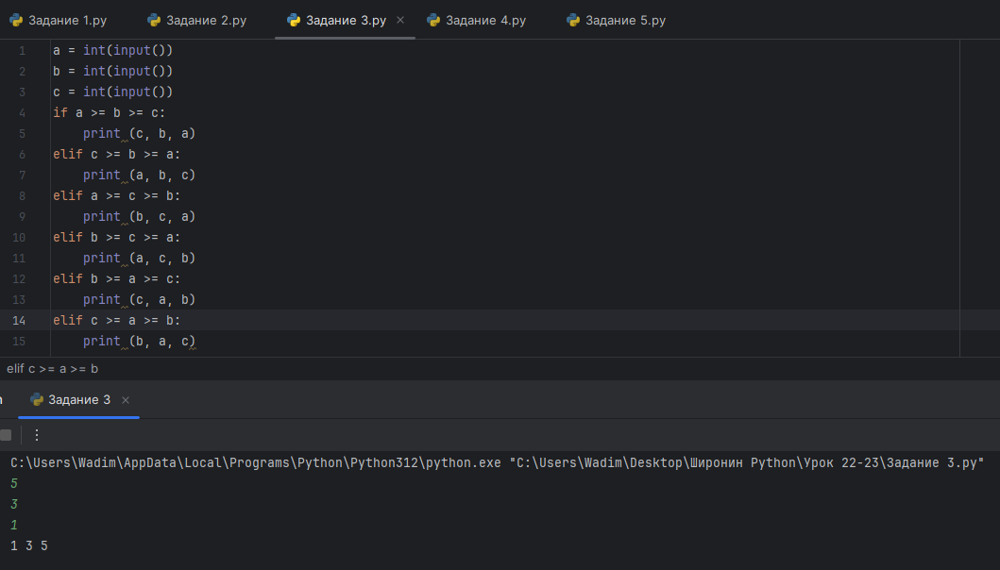 Задание 1.py Задание 2.py Задание 3.py Задание 4.py Задание 5.py
1 a = int(input())
2 b = int(input())
3 c = int(input())
4 if a >= b >= c:
5     print (c, b, a)
6 elif c >= b >= a:
7     print (a, b, c)
8 elif a >= c >= b:
9     print (b, c, a)
10 elif b >= c >= a:
11     print (a, c, b)
12 elif b >= a >= c:
13     print (c, a, b)
14 elif c >= a >= b:
15     print (b, a, c)
elif c >= a >= b
Задание 3
C:\Users\Wadim\AppData\Local\Programs\Python\Python312\python.exe "C:\Users\Wadim\Desktop\Широнин Python\Урок 22-23\Задание 3.py"
5
3
1
1 3 5